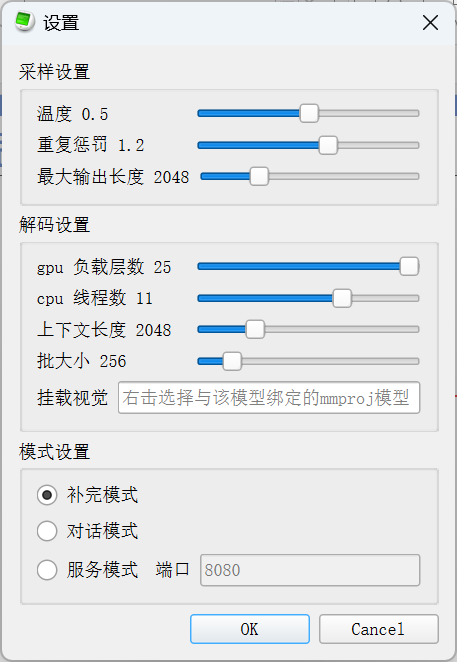 设置
采样设置
温度 0.5
重复惩罚 1.2
最大输出长度 2048
解码设置
gpu 负载层数 25
cpu 线程数 11
上下文长度 2048
批大小 256
挂载视觉 右击选择与该模型绑定的mmproj模型
模式设置
补完模式
对话模式
服务模式 端口 8080
OK Cancel